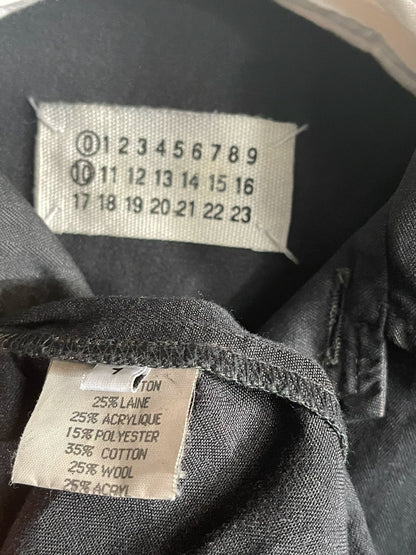 0 1 2 3 4 5 6 7 8 9
10 11 12 13 14 15 16
17 18 19 20 21 22 23
TON
25% LAINE
25% ACRYLIQUE
15% POLYESTER
35% COTTON
25% WOOL
25% ACRYL